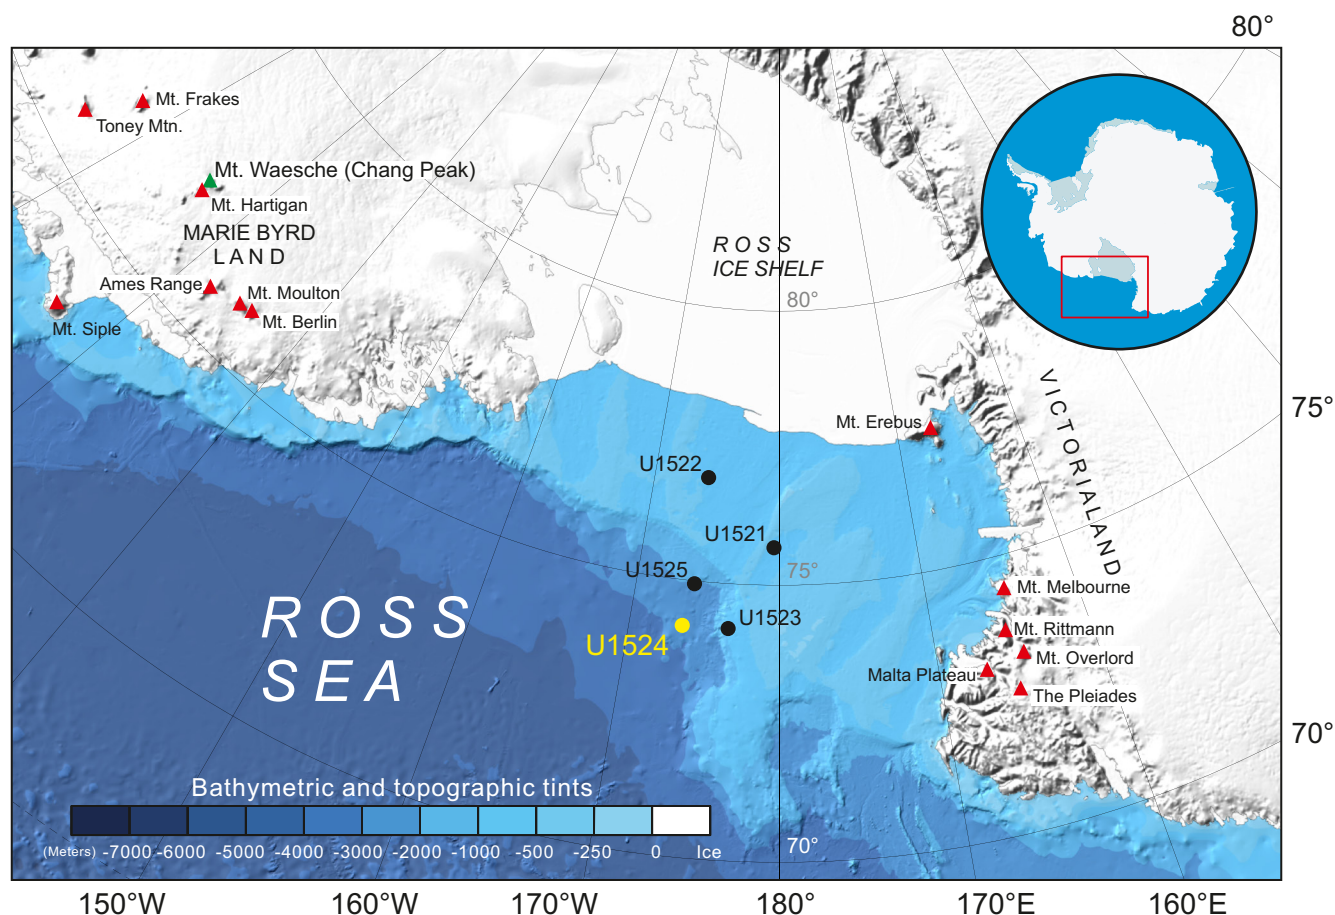 80°
Mt. Frakes
Toney Mtn.
Mt. Waesche (Chang Peak)
Mt. Hartigan
MARIE BYRD
LAND
ROSS
ICE SHELF
Ames Range
Mt. Moulton
80°
Mt. Berlin
Mt. Siple
VICTORIALAND
75°
Mt. Erebus
U1522
U1521
U1525
75°
Mt. Melbourne
ROSS
SEA
U1523
U1524
Mt. Rittmann
Mt. Overlord
Malta Plateau
The Pleiades
70°
Bathymetric and topographic tints
70°
(Meters) -7000 -6000 -5000 -4000 -3000 -2000 -1000 -500 -250 0 Ice
150°W 160°W 170°W 180° 170°E 160°E